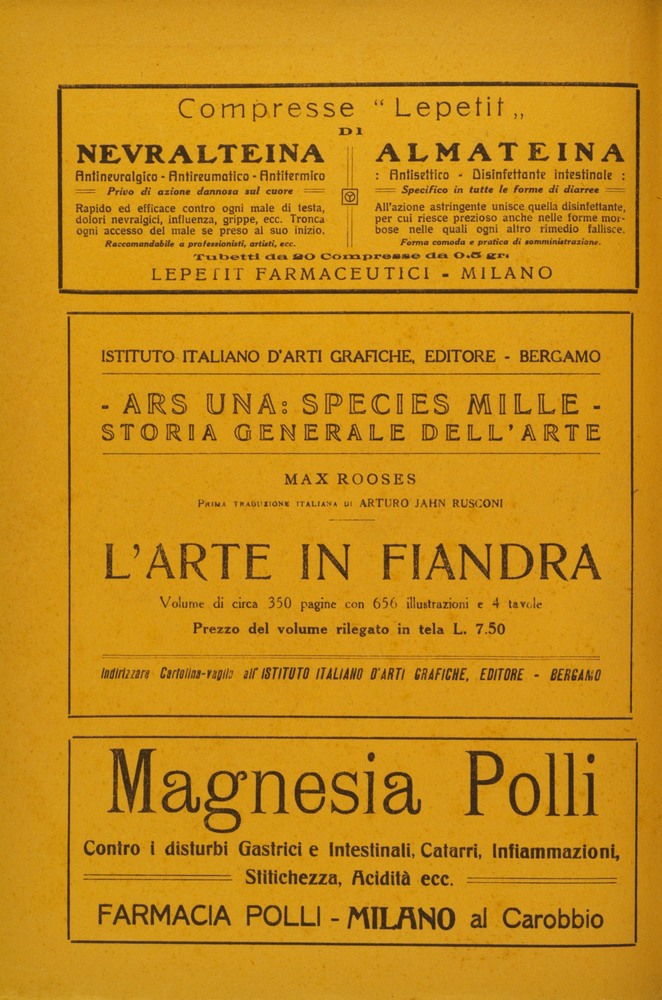 Compresse “ Lepetit „
DI
NEVRALTEINA
Antineuralgico - Antireumatico - Antitermico
Privo di azione dannosa sul cuore
Rapido ed efficace contro ogni male di testa,
dolori nevralgici, influenza, grippe, ecc. Tronca
ogni accesso del male se preso al suo inizio.
Raccomandabile a professionisti, artisti, ecc.
ALMATEINA
: Antisettico - Disinfettante intestinale :
Specifico in tutte le forme di diarree
All'azione astringente unisce quella disinfettante,
per cui riesce prezioso anche nelle forme mor-
bose nelle quali ogni altro rimedio fallisce.
Forma comoda e pratica di somministrazione.
Tubetti da 20 Compresse da 0.5 gr.
LEPETIT FARMACEUTICI - MILANO
ISTITUTO ITALIANO D'ARTI GRAFICHE, EDITORE - BERGAMO
- ARS UNA: SPECIES MILLE -
STORIA GENERALE DELL'ARTE
MAX ROOSES
PRIMA TRADUZIONE ITALIANA DI ARTURO JAHN RUSCONI
L'ARTE IN FIANDRA
Volume di circa 350 pagine con 656 illustrazioni e 4 tavole
Prezzo del volume rilegato in tela L. 7.50
Indirizzare Cartolina-vaglia all'ISTITUTO ITALIANO D'ARTI GRAFICHE, EDITORE - BERGAMO
Magnesia Polli
Contro i disturbi Gastrici e Intestinali, Catarri, Infiammazioni,
Stitichezza, Acidità ecc.
FARMACIA POLLI - MILANO al Carobbio